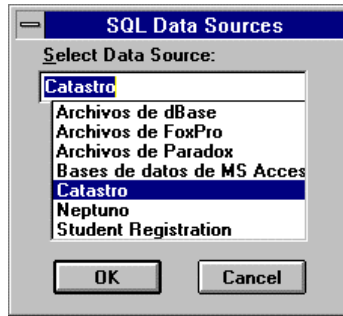 SQL Data Sources
Select Data Source:
Catastro
Archivos de dBase
Archivos de FoxPro
Archivos de Paradox
Bases de datos de MS Acces
Catastro
Neptuno
Student Registration
OK
Cancel